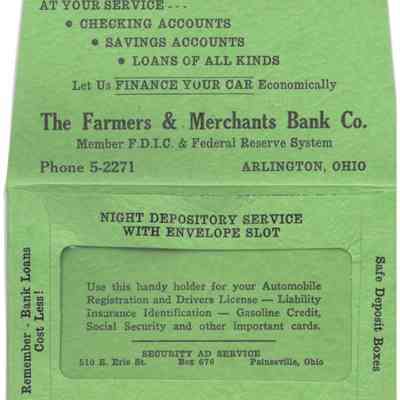 AT YOUR SERVICE - - -
• CHECKING ACCOUNTS
• SAVINGS ACCOUNTS
• LOANS OF ALL KINDS
Let Us FINANCE YOUR CAR Economically
The Farmers & Merchants Bank Co.
Member F.D.I.C. & Federal Reserve System
Phone 5-2271 ARLINGTON, OHIO
NIGHT DEPOSITORY SERVICE
WITH ENVELOPE SLOT
Remember - Bank Loans
Cost Less!
Use this handy holder for your Automobile
Registration and Drivers License — Liability
Insurance Identification — Gasoline Credit,
Social Security and other important cards.
SECURITY AD SERVICE
510 E. Erie St. Box 676 Painesville, Ohio
Safe Deposit Boxes